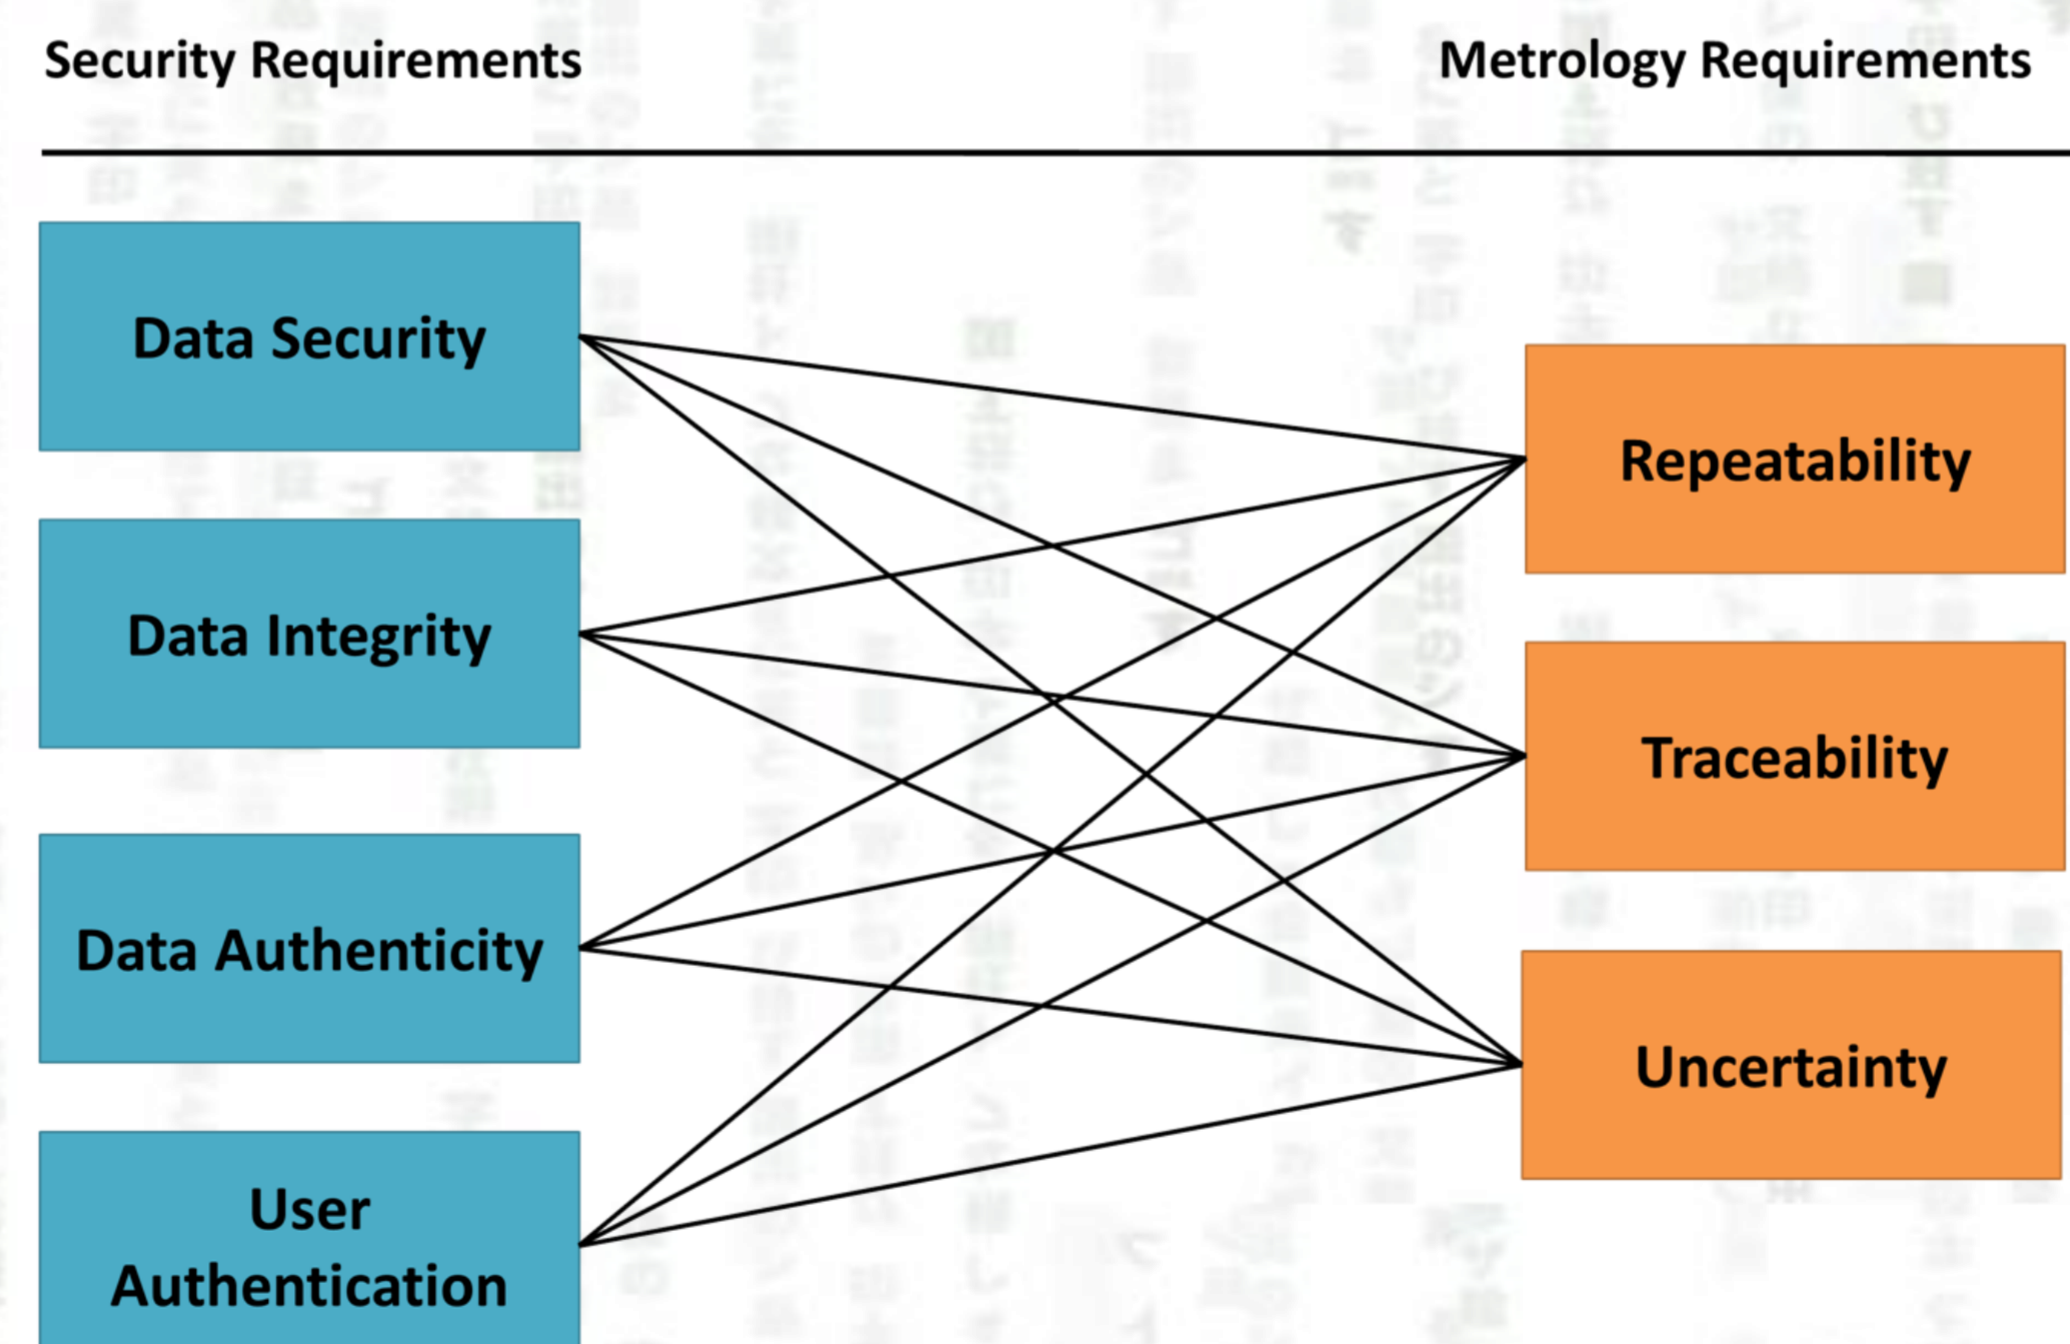 Security Requirements
Metrology Requirements
Data Security
Repeatability
Data Integrity
Traceability
Data Authenticity
Uncertainty
User
Authentication